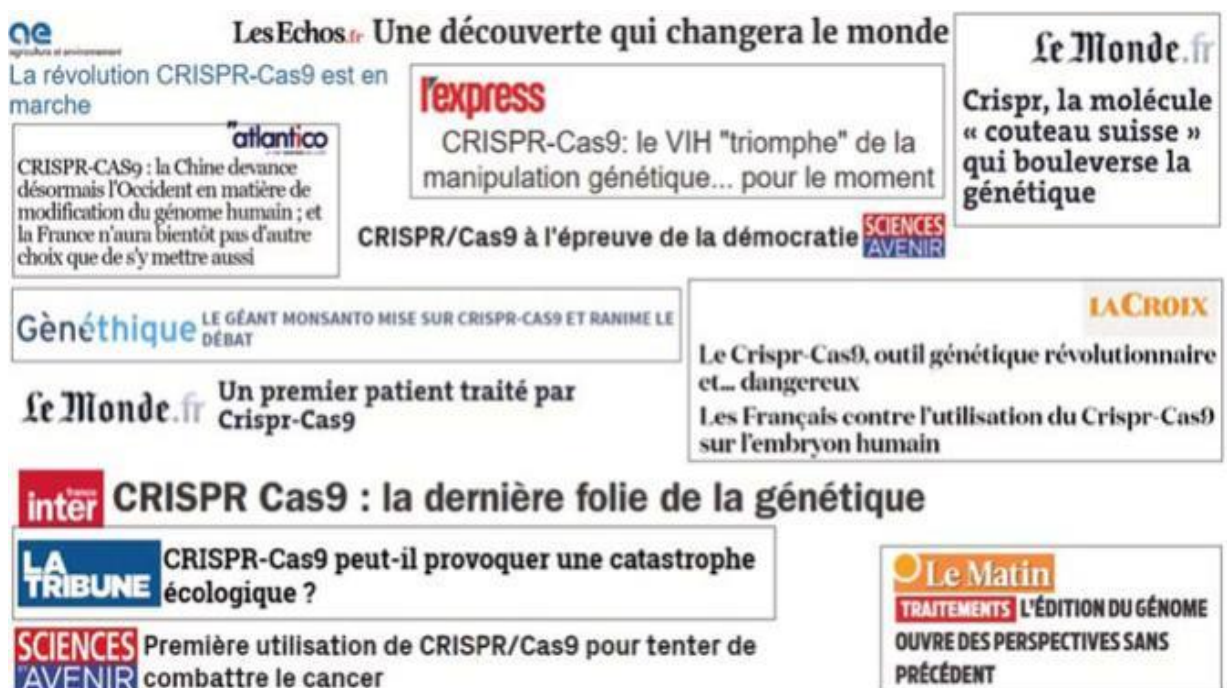 ae
agriculture et environnement
La révolution CRISPR-Cas9 est en
marche
LesEchos.fr Une découverte qui changera le monde
Le Monde.fr
Crispr, la molécule
« couteau suisse »
qui bouleverse la
génétique
l'express
CRISPR-Cas9: le VIH "triomphe" de la
manipulation génétique... pour le moment
atlantico
CRISPR-CAS9 : la Chine devance
désormais l'Occident en matière de
modification du génome humain ; et
la France n'aura bientôt pas d'autre
choix que de s'y mettre aussi
CRISPR/Cas9 à l'épreuve de la démocratie SCIENCES
AVENIR
Gènéthique LE GÉANT MONSANTO MISE SUR CRISPR-CAS9 ET RANIME LE
DÉBAT
LA CROIX
Le Crispr-Cas9, outil génétique révolutionnaire
et... dangereux
Les Français contre l'utilisation du Crispr-Cas9
sur l'embryon humain
Le Monde.fr Un premier patient traité par
Crispr-Cas9
france
inter CRISPR Cas9 : la dernière folie de la génétique
LA
TRIBUNE
CRISPR-Cas9 peut-il provoquer une catastrophe
écologique ?
Le Matin
TRAITEMENTS L'ÉDITION DU GÉNOME
OUVRE DES PERSPECTIVES SANS
PRÉCÉDENT
SCIENCES
AVENIR
Première utilisation de CRISPR/Cas9 pour tenter de
combattre le cancer